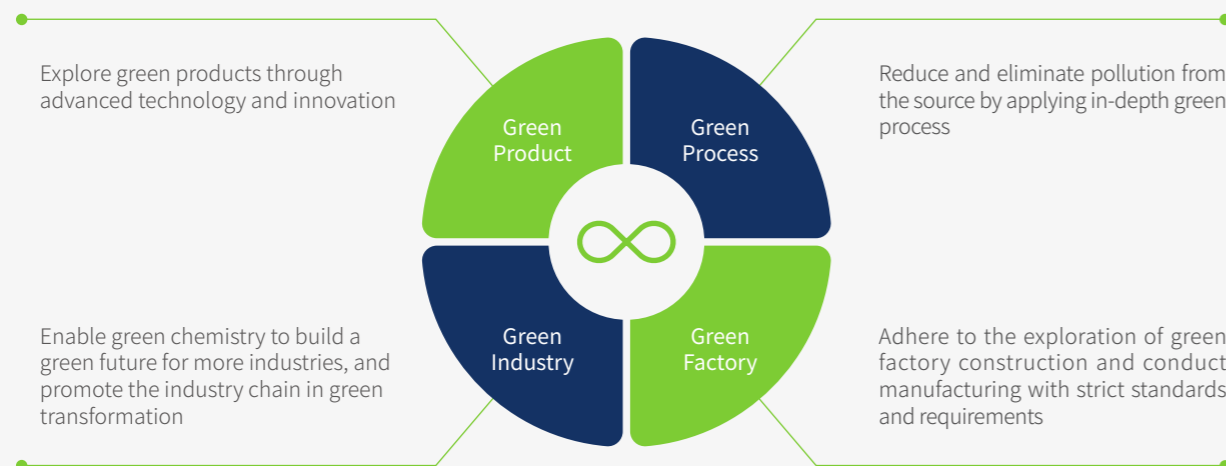 Explore green products through
advanced technology and innovation
Green
Product
Green
Process
Reduce and eliminate pollution from
the source by applying in-depth green
process
Enable green chemistry to build a
green future for more industries, and
promote the industry chain in green
transformation
Green
Industry
Green
Factory
Adhere to the exploration of green
factory construction and conduct
manufacturing with strict standards
and requirements